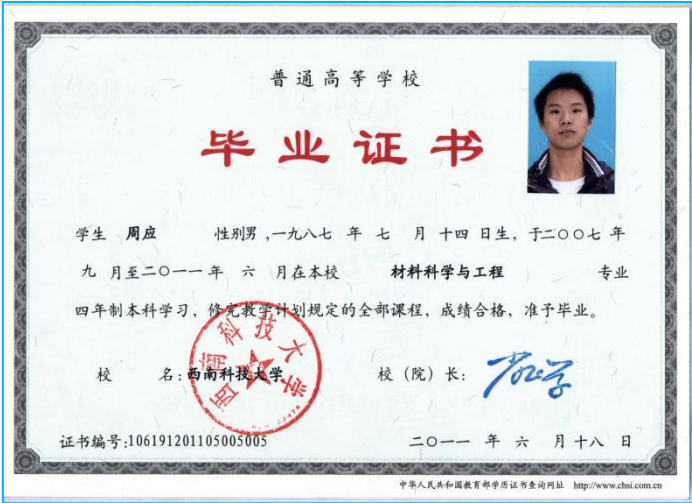 普通高等学校
毕业证书
学生 周应 性别男,一九八七 年 七 月 十四 日生，于二〇〇七 年
九 月至二〇一一年 六 月在本校 材料科学与工程 专业
四年制本科学习，修完教学计划规定的全部课程，成绩合格，准予毕业。
校 名:西南科技大学 校（院）长:
西南科技大学
证书编号:106191201105005005 二〇一一 年 六 月十八 日
中华人民共和国教育部学历证书查询网址 http://www.chsi.com.cn